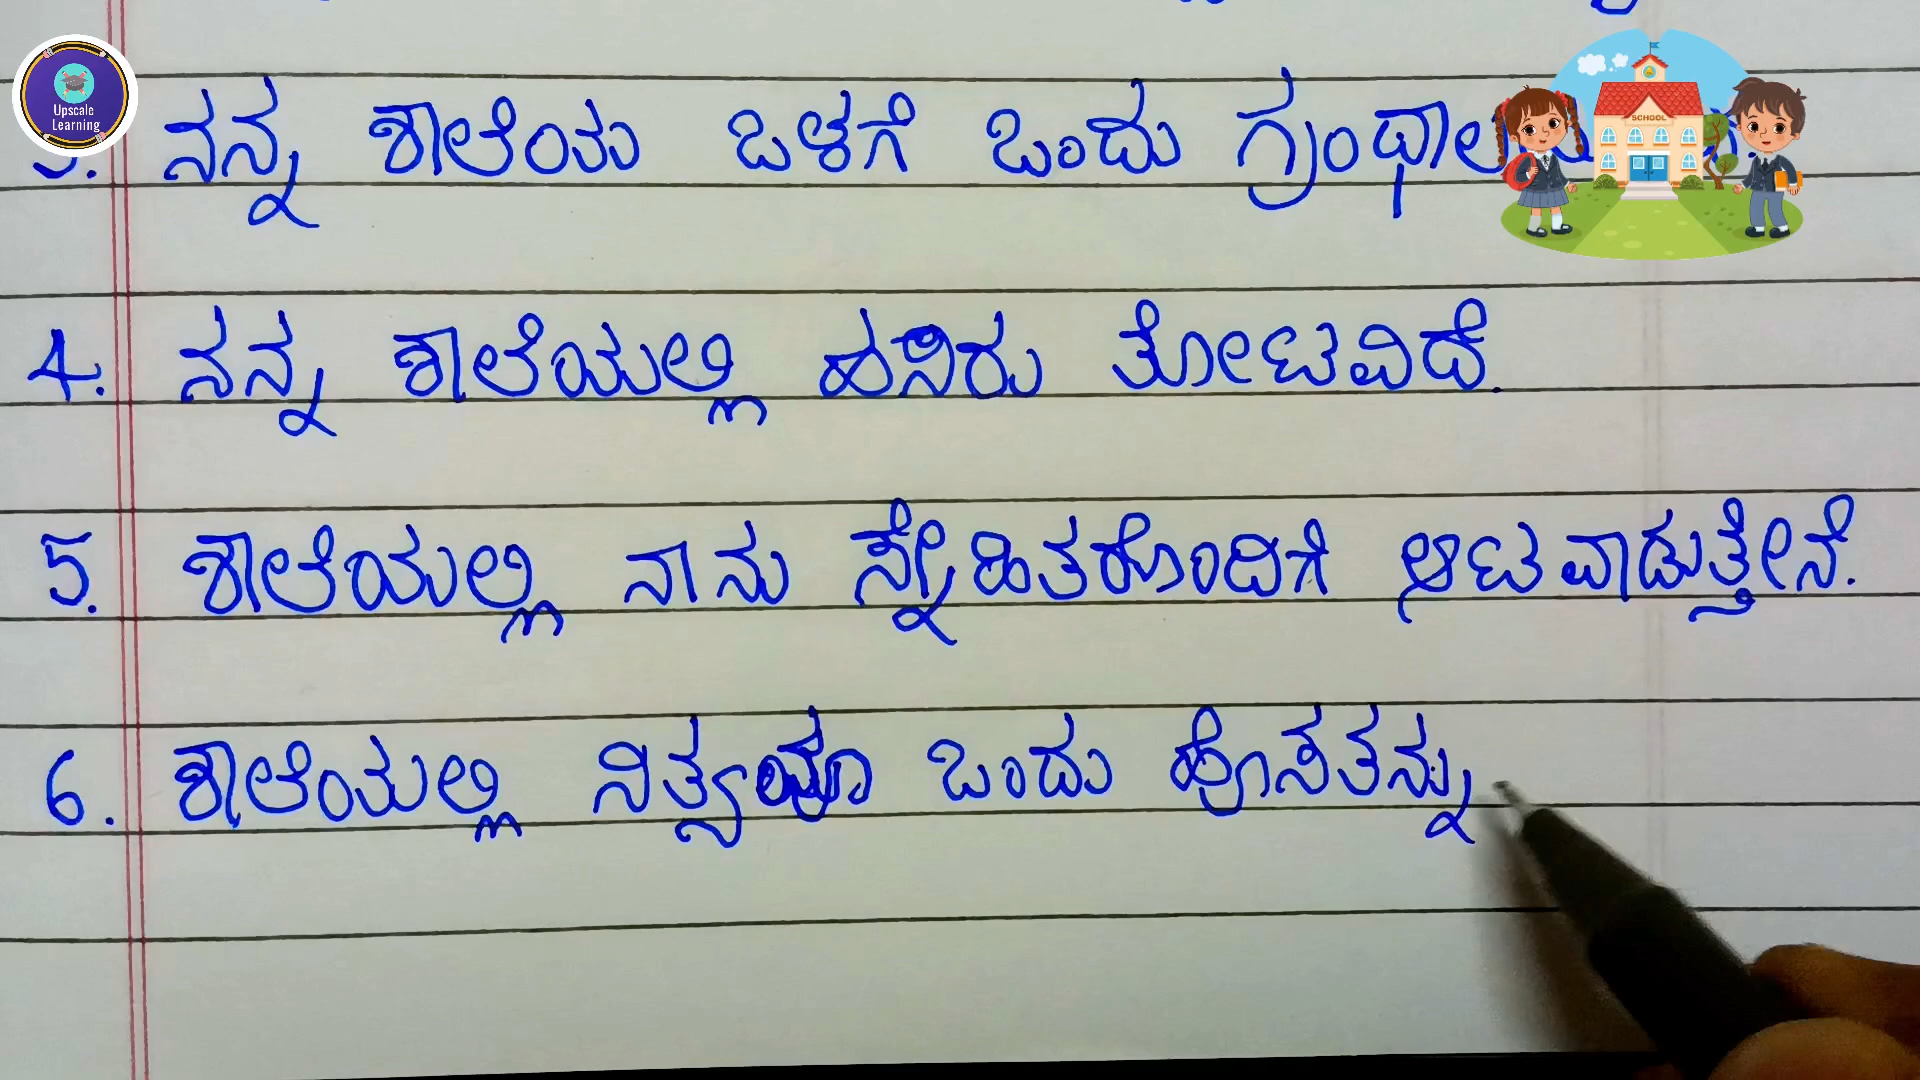 Upscale
Learning
SCHOOL
3. ನನ್ನ ಶಾಲೆಯ ಒಳಗೆ ಒಂದು
4. ನನ್ನ ಶಾಲೆಯಲ್ಲಿ ಹಸಿರು ತೋಟವಿದೆ.
5. ಶಾಲೆಯಲ್ಲಿ ನಾನು ಸ್ನೇಹಿತರೊಂದಿಗೆ ಆಟವಾಡುತ್ತೇನೆ.
6. ಶಾಲೆಯಲ್ಲಿ ನಿತ್ಯವೂ ಒಂದು ಹೊಸತನ್ನು